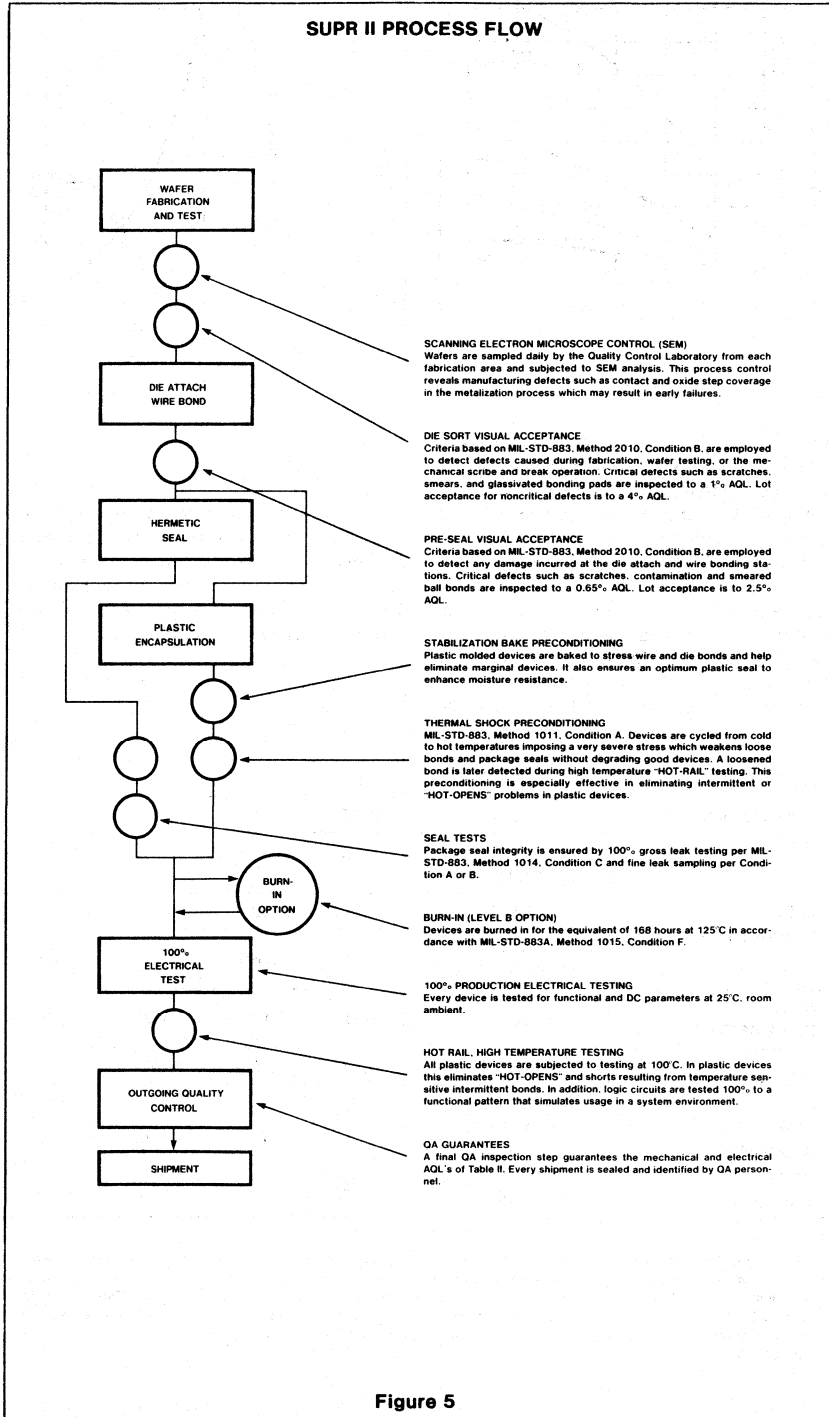 SUPR II PROCESS FLOW
WAFER
FABRICATION
AND TEST
DIE ATTACH
WIRE BOND
HERMETIC
SEAL
PLASTIC
ENCAPSULATION
BURN-
IN
OPTION
100%
ELECTRICAL
TEST
OUTGOING QUALITY
CONTROL
SHIPMENT
SCANNING ELECTRON MICROSCOPE CONTROL (SEM)
Wafers are sampled daily by the Quality Control Laboratory from each
fabrication area and subjected to SEM analysis. This process control
reveals manufacturing defects such as contact and oxide step coverage
in the metalization process which may result in early failures.
DIE SORT VISUAL ACCEPTANCE
Criteria based on MIL-STD-883, Method 2010, Condition B, are employed
to detect defects caused during fabrication, wafer testing, or the me-
chanical scribe and break operation. Critical defects such as scratches,
smears, and glassivated bonding pads are inspected to a 1% AQL. Lot
acceptance for noncritical defects is to a 4% AQL.
PRE-SEAL VISUAL ACCEPTANCE
Criteria based on MIL-STD-883, Method 2010, Condition B, are employed
to detect any damage incurred at the die attach and wire bonding sta-
tions. Critical defects such as scratches, contamination and smeared
ball bonds are inspected to a 0.65% AQL. Lot acceptance is to 2.5%
AQL.
STABILIZATION BAKE PRECONDITIONING
Plastic molded devices are baked to stress wire and die bonds and help
eliminate marginal devices. It also ensures an optimum plastic seal to
enhance moisture resistance.
THERMAL SHOCK PRECONDITIONING
MIL-STD-883, Method 1011, Condition A. Devices are cycled from cold
to hot temperatures imposing a very severe stress which weakens loose
bonds and package seals without degrading good devices. A loosened
bond is later detected during high temperature "HOT-RAIL" testing. This
preconditioning is especially effective in eliminating intermittent or
"HOT-OPENS" problems in plastic devices.
SEAL TESTS
Package seal integrity is ensured by 100% gross leak testing per MIL-
STD-883, Method 1014, Condition C and fine leak sampling per Condi-
tion A or B.
BURN-IN (LEVEL B OPTION)
Devices are burned in for the equivalent of 168 hours at 125°C in accor-
dance with MIL-STD-883A, Method 1015, Condition F.
100% PRODUCTION ELECTRICAL TESTING
Every device is tested for functional and DC parameters at 25°C, room
ambient.
HOT RAIL, HIGH TEMPERATURE TESTING
All plastic devices are subjected to testing at 100°C. In plastic devices
this eliminates "HOT-OPENS" and shorts resulting from temperature sen-
sitive intermittent bonds. In addition, logic circuits are tested 100% to a
functional pattern that simulates usage in a system environment.
QA GUARANTEES
A final QA inspection step guarantees the mechanical and electrical
AQL's of Table II. Every shipment is sealed and identified by QA person-
nel.
Figure 5